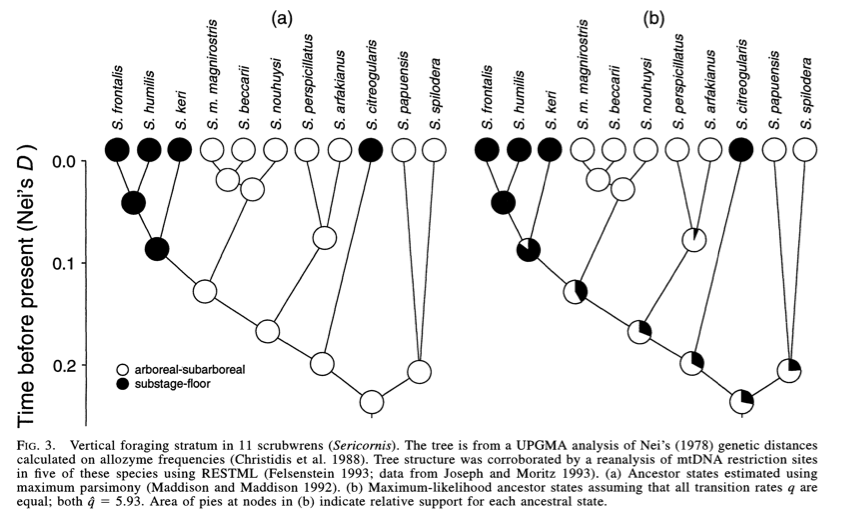 (a)
(b)
S. frontalis
S. humilis
S. keri
S. m. magnirostris
S. beccarii
S. nouhuysi
S. perspicillatus
S. arfakianus
S. citreogularis
S. papuensis
S. spilodera
S. frontalis
S. humilis
S. keri
S. m. magnirostris
S. beccarii
S. nouhuysi
S. perspicillatus
S. arfakianus
S. citreogularis
S. papuensis
S. spilodera
Time before present (Nei's D )
0.0
0.1
0.2
arboreal-subarboreal
substage-floor
FIG. 3. Vertical foraging stratum in 11 scrubwrens (Sericornis). The tree is from a UPGMA analysis of Nei's (1978) genetic distances
calculated on allozyme frequencies (Christidis et al. 1988). Tree structure was corroborated by a reanalysis of mtDNA restriction sites
in five of these species using RESTML (Felsenstein 1993; data from Joseph and Moritz 1993). (a) Ancestor states estimated using
maximum parsimony (Maddison and Maddison 1992). (b) Maximum-likelihood ancestor states assuming that all transition rates q are
equal; both q̂ = 5.93. Area of pies at nodes in (b) indicate relative support for each ancestral state.